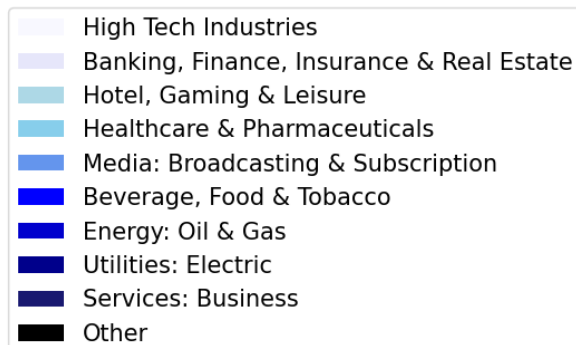 High Tech Industries
Banking, Finance, Insurance & Real Estate
Hotel, Gaming & Leisure
Healthcare & Pharmaceuticals
Media: Broadcasting & Subscription
Beverage, Food & Tobacco
Energy: Oil & Gas
Utilities: Electric
Services: Business
Other